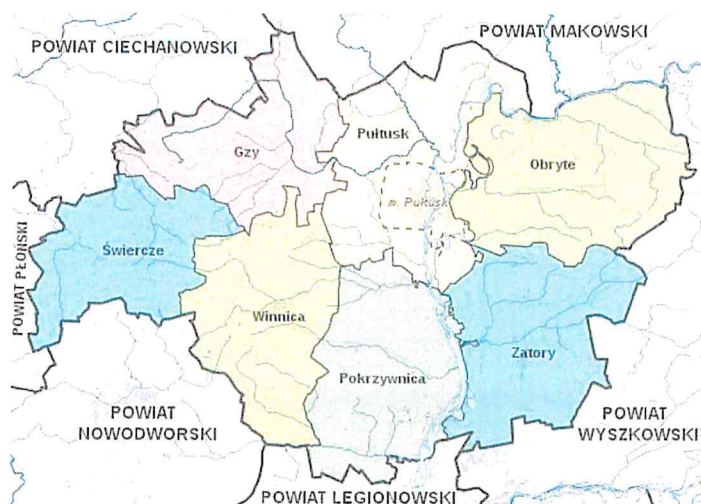 POWIAT CIECHANOWSKI
POWIAT MAKOWSKI
Pułtusk
Gzy
Obryte
m. Pułtusk
Świercze
POWIAT PŁOŃSKI
Winnica
Zatory
Pokrzywnica
POWIAT
NOWODWORSKI
POWIAT
WYSZKOWSKI
POWIAT LEGIONOWSKI